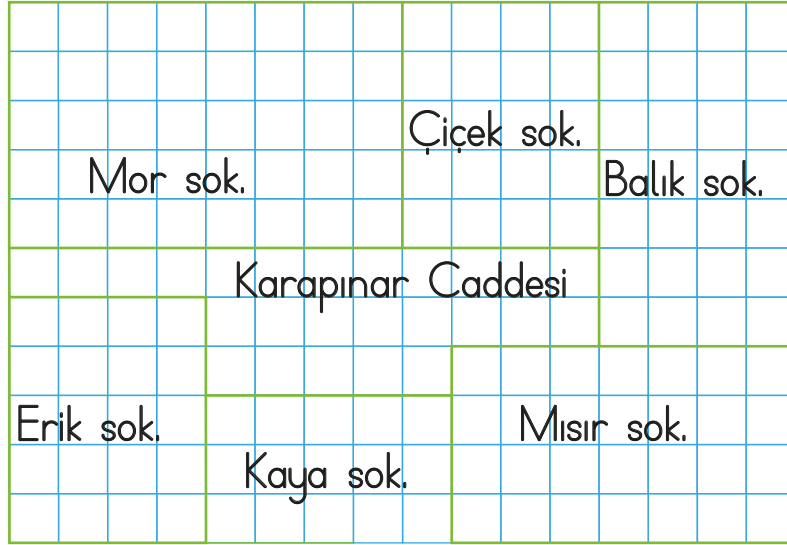 Çiçek sok.
Mor sok.
Balık sok.
Karapınar Caddesi
Erik sok.
Mısır sok.
Kaya sok.